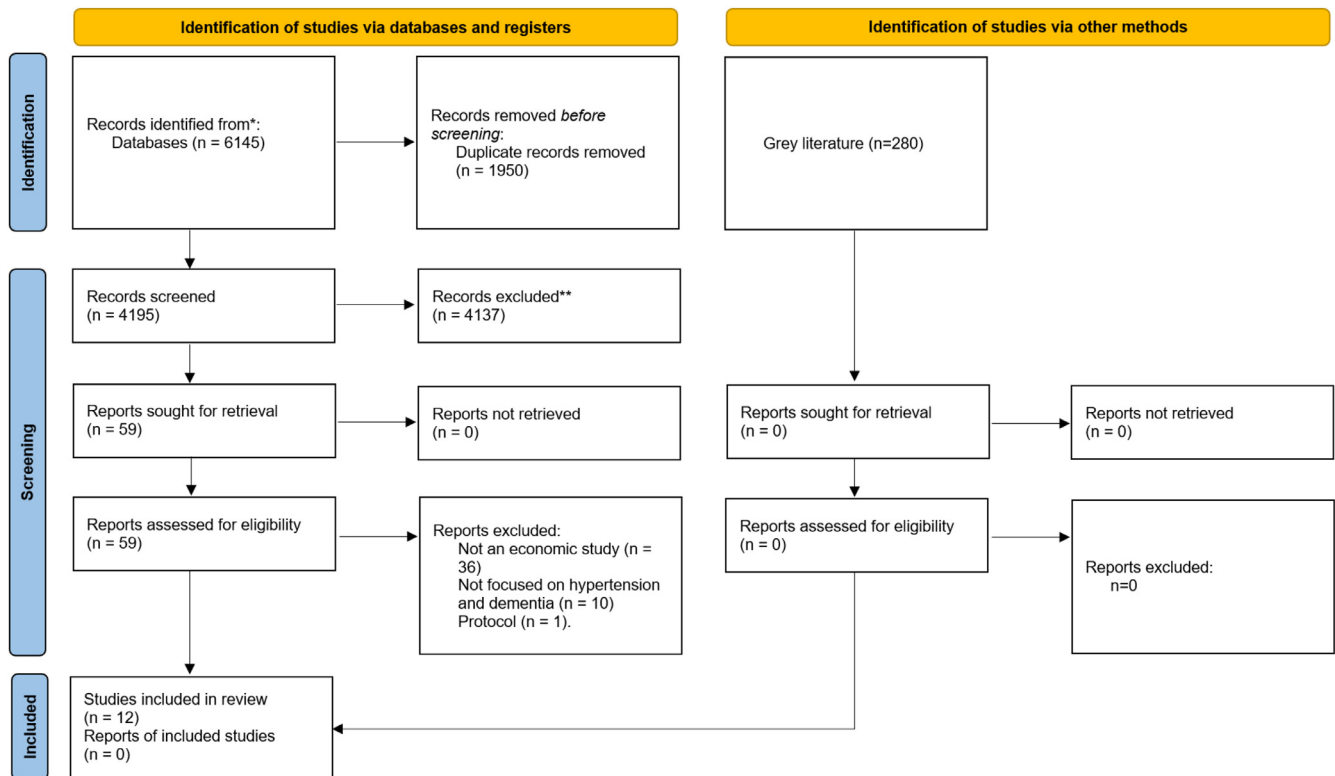 Identification of studies via databases and registers
Identification of studies via other methods
Identification
Records identified from*:
Databases (n = 6145)
Records removed before
screening:
Duplicate records removed
(n = 1950)
Grey literature (n=280)
Screening
Records screened
(n = 4195)
Records excluded**
(n = 4137)
Reports sought for retrieval
(n = 59)
Reports not retrieved
(n = 0)
Reports sought for retrieval
(n = 0)
Reports not retrieved
(n = 0)
Reports assessed for eligibility
(n = 59)
Reports excluded:
Not an economic study (n =
36)
Not focused on hypertension
and dementia (n = 10)
Protocol (n = 1).
Reports assessed for eligibility
(n = 0)
Reports excluded:
n=0
Included
Studies included in review
(n = 12)
Reports of included studies
(n = 0)